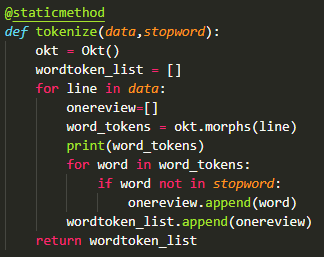 @staticmethod
def tokenize(data,stopword):
    okt = Okt()
    wordtoken_list = []
    for line in data:
        onereview=[]
        word_tokens = okt.morphs(line)
        print(word_tokens)
        for word in word_tokens:
            if word not in stopword:
                onereview.append(word)
        wordtoken_list.append(onereview)
    return wordtoken_list